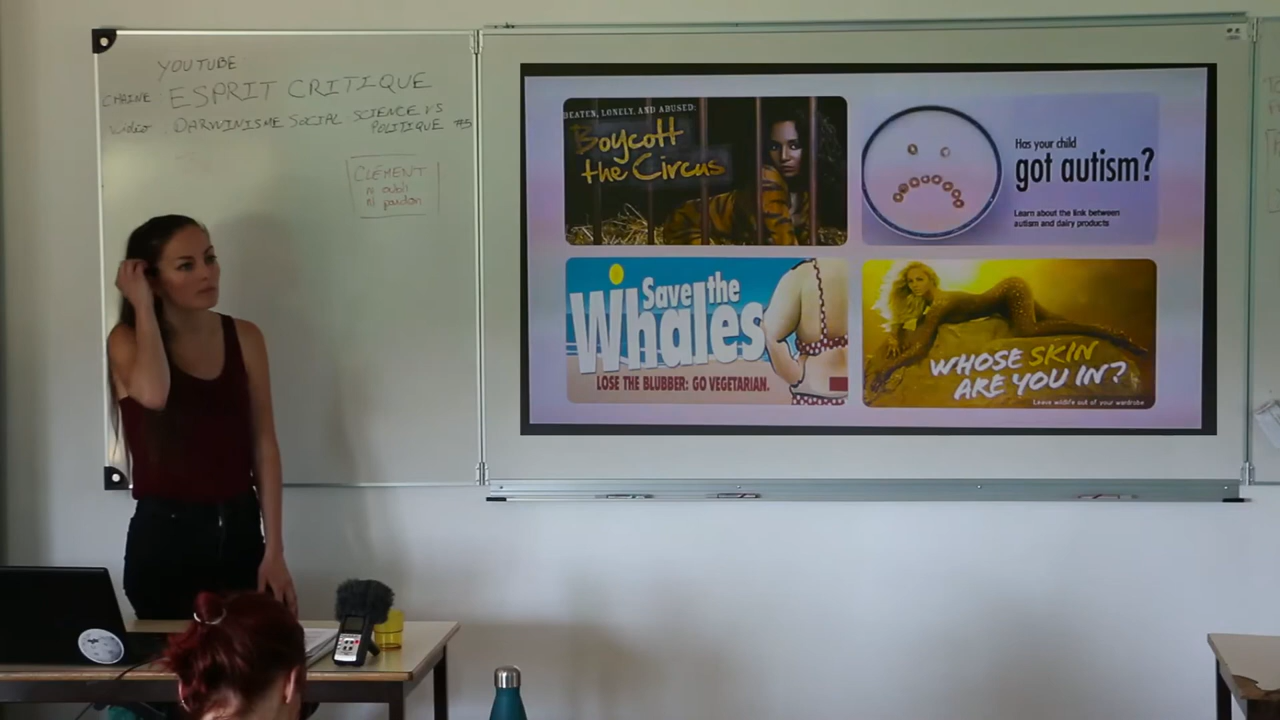 YOUTUBE
CHAINE : ESPRIT CRITIQUE
Vidéo : DARWINISME SOCIAL SCIENCE VS
POLITIQUE #5
CLÉMENT
ni oubli
ni pardon
BEATEN, LONELY, AND ABUSED:
Boycott
the Circus
Has your child
got autism?
Learn about the link between
autism and dairy products
Save the
Whales
LOSE THE BLUBBER: GO VEGETARIAN.
WHOSE SKIN
ARE YOU IN?
Leave wildlife out of your wardrobe